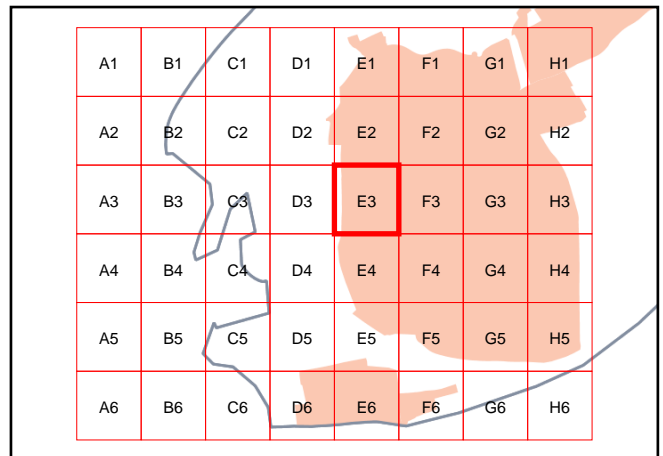 A1 B1 C1 D1 E1 F1 G1 H1
A2 B2 C2 D2 E2 F2 G2 H2
A3 B3 C3 D3 E3 F3 G3 H3
A4 B4 C4 D4 E4 F4 G4 H4
A5 B5 C5 D5 E5 F5 G5 H5
A6 B6 C6 D6 E6 F6 G6 H6